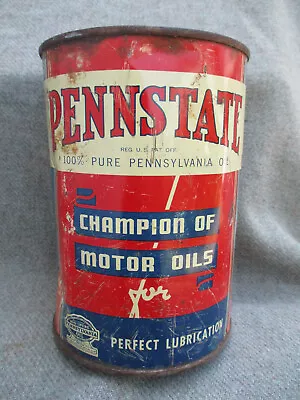 PENNSTATE
REG. U.S. PAT. OFF.
100% PURE PENNSYLVANIA OIL
CHAMPION OF
MOTOR OILS
for
PERFECT LUBRICATION